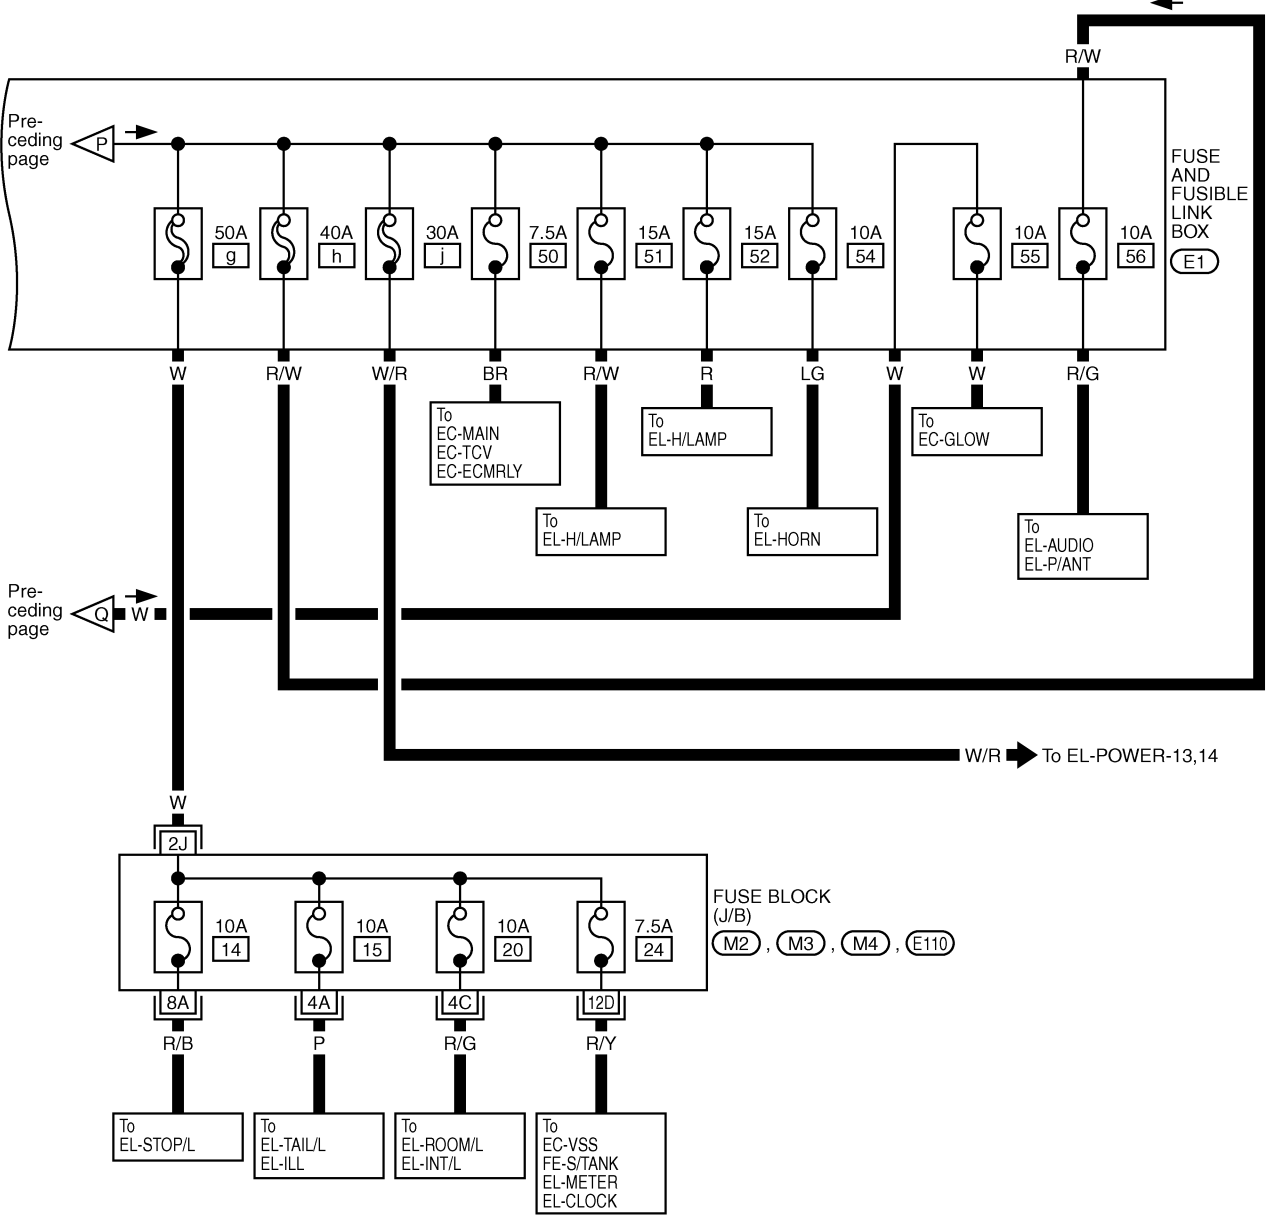 R/W
Pre-
ceding
page
P
FUSE
AND
FUSIBLE
LINK
BOX
E1
50A
g
40A
h
30A
j
7.5A
50
15A
51
15A
52
10A
54
10A
55
10A
56
W
R/W
W/R
BR
R/W
R
LG
W
W
R/G
To
EC-MAIN
EC-TCV
EC-ECMRLY
To
EL-H/LAMP
To
EL-H/LAMP
To
EL-HORN
To
EC-GLOW
To
EL-AUDIO
EL-P/ANT
Pre-
ceding
page
Q
W
W/R
To EL-POWER-13,14
W
2J
10A
14
10A
15
10A
20
7.5A
24
FUSE BLOCK
(J/B)
M2 , M3 , M4 , E110
8A
4A
4C
12D
R/B
P
R/G
R/Y
To
EL-STOP/L
To
EL-TAIL/L
EL-ILL
To
EL-ROOM/L
EL-INT/L
To
EC-VSS
FE-S/TANK
EL-METER
EL-CLOCK